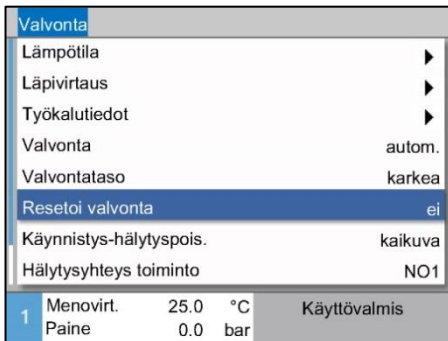 Valvonta
Lämpötila
Läpivirtaus
Työkalutiedot
Valvonta autom.
Valvontataso karkea
Resetoi valvonta ei
Käynnistys-hälytyspois. kaikuva
Hälytysyhteys toiminto NO1
1 Menovirt. 25.0 °C Käyttövalmis
Paine 0.0 bar